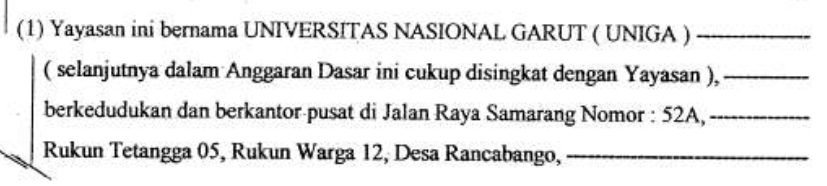 (1) Yayasan ini bernama UNIVERSITAS NASIONAL GARUT ( UNIGA ) ---------------
( selanjutnya dalam Anggaran Dasar ini cukup disingkat dengan Yayasan ), -----------
berkedudukan dan berkantor pusat di Jalan Raya Samarang Nomor : 52A, -------------
Rukun Tetangga 05, Rukun Warga 12, Desa Rancabango, --------------------------------